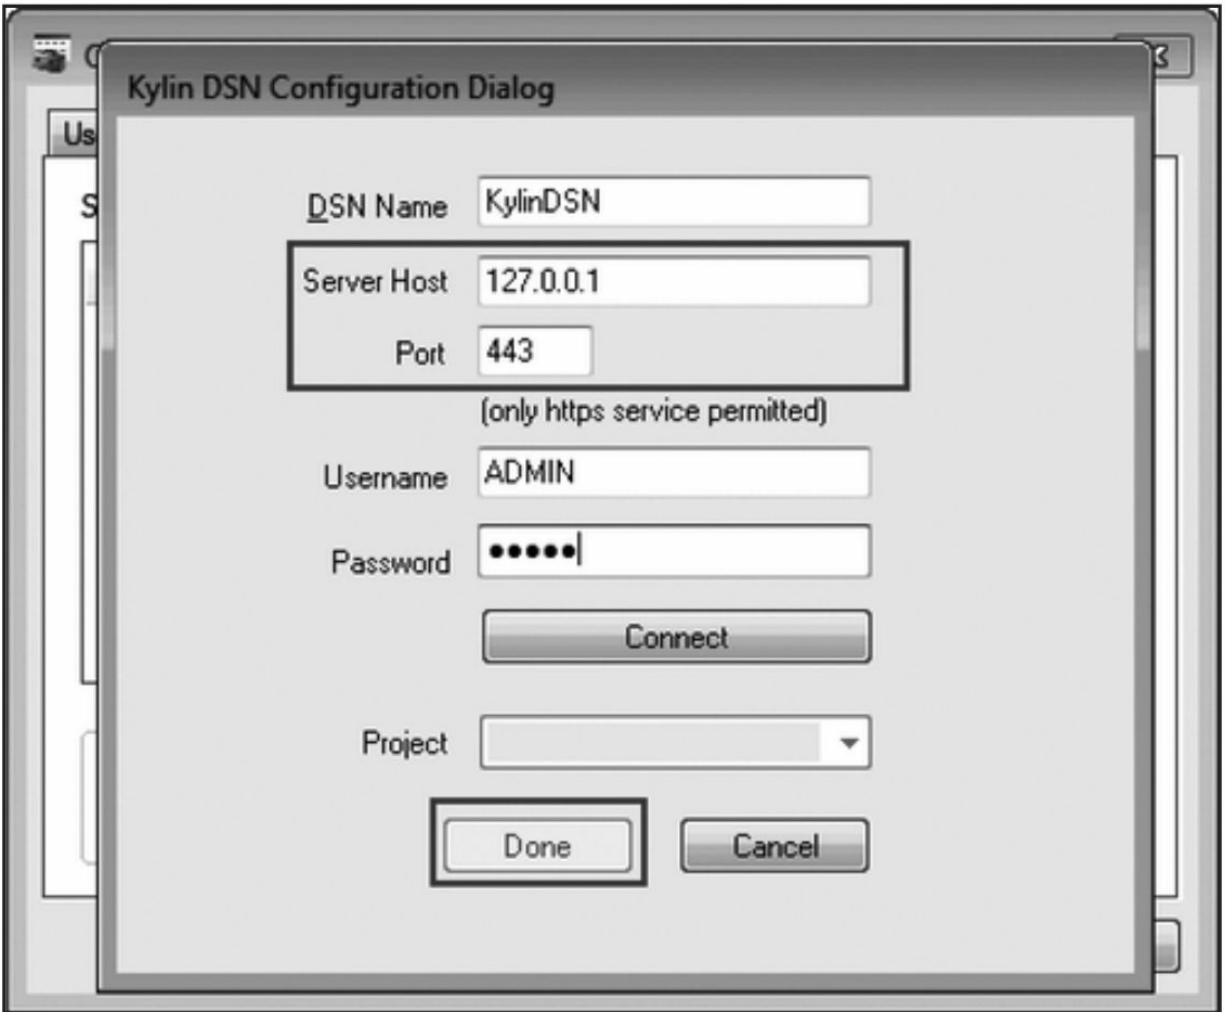 Kylin DSN Configuration Dialog
DSN Name KylinDSN
Server Host 127.0.0.1
Port 443
(only https service permitted)
Username ADMIN
Password •••••
Connect
Project
Done Cancel